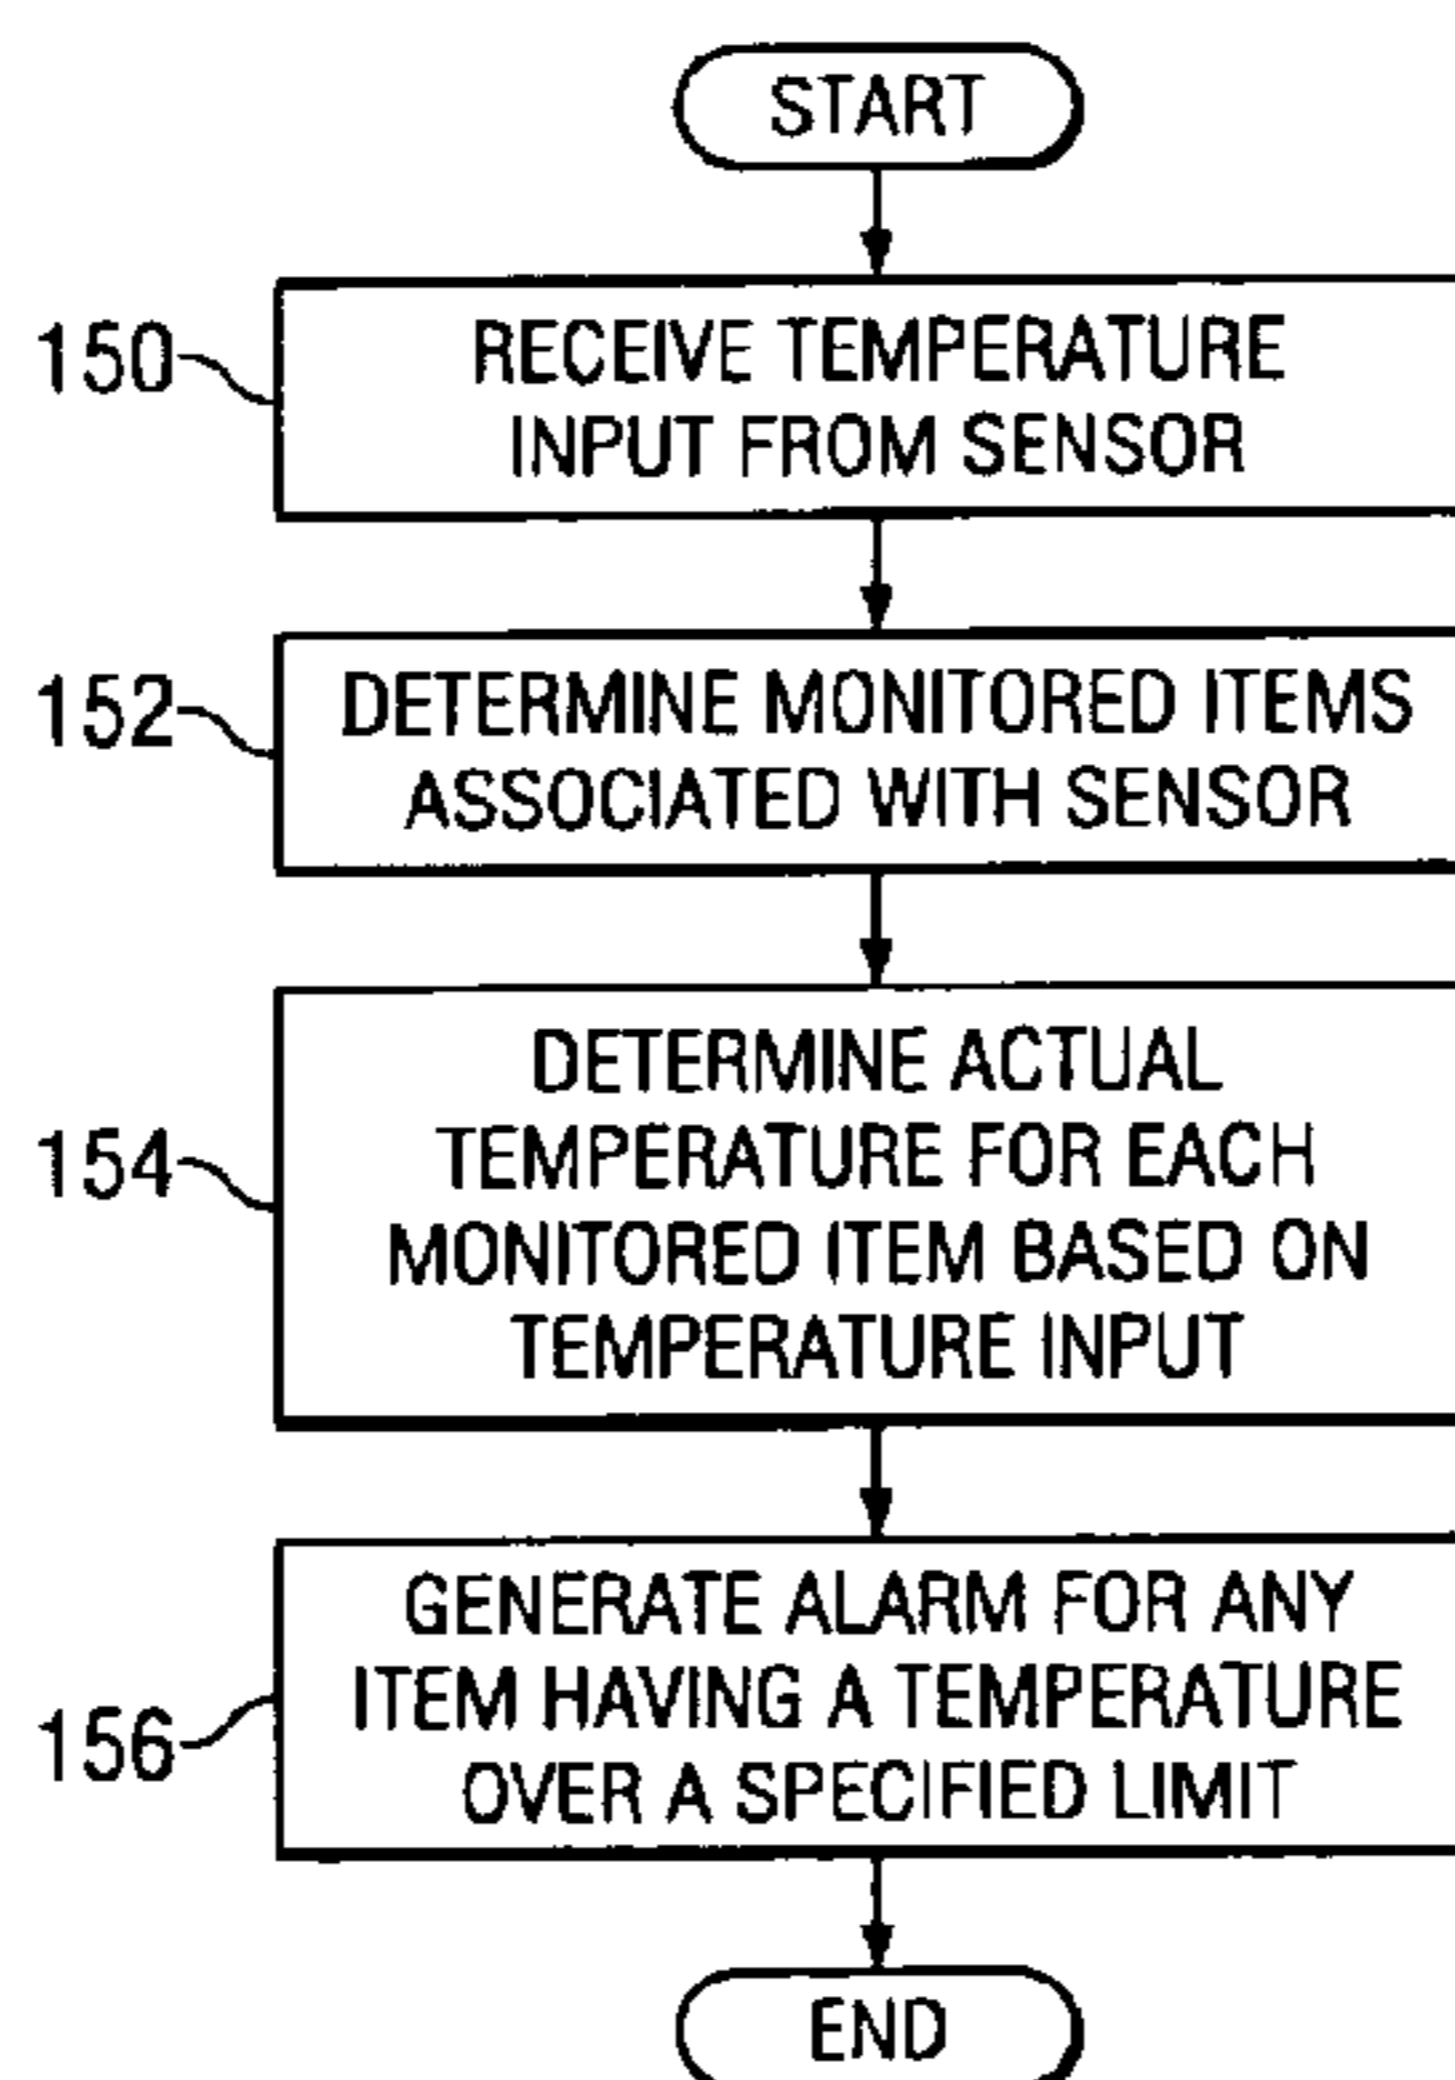 START
150
RECEIVE TEMPERATURE
INPUT FROM SENSOR
152
DETERMINE MONITORED ITEMS
ASSOCIATED WITH SENSOR
154
DETERMINE ACTUAL
TEMPERATURE FOR EACH
MONITORED ITEM BASED ON
TEMPERATURE INPUT
156
GENERATE ALARM FOR ANY
ITEM HAVING A TEMPERATURE
OVER A SPECIFIED LIMIT
END